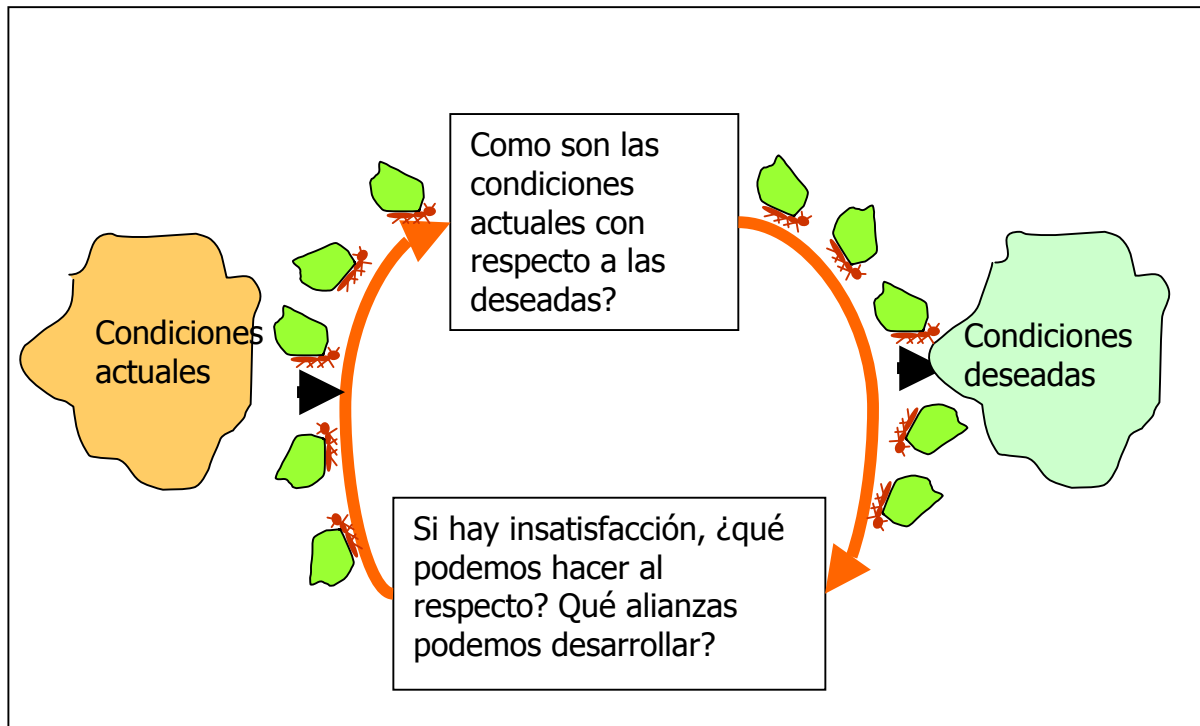 Como son las
condiciones
actuales con
respecto a las
deseadas?
Condiciones
actuales
Condiciones
deseadas
Si hay insatisfacción, ¿qué
podemos hacer al
respecto? Qué alianzas
podemos desarrollar?